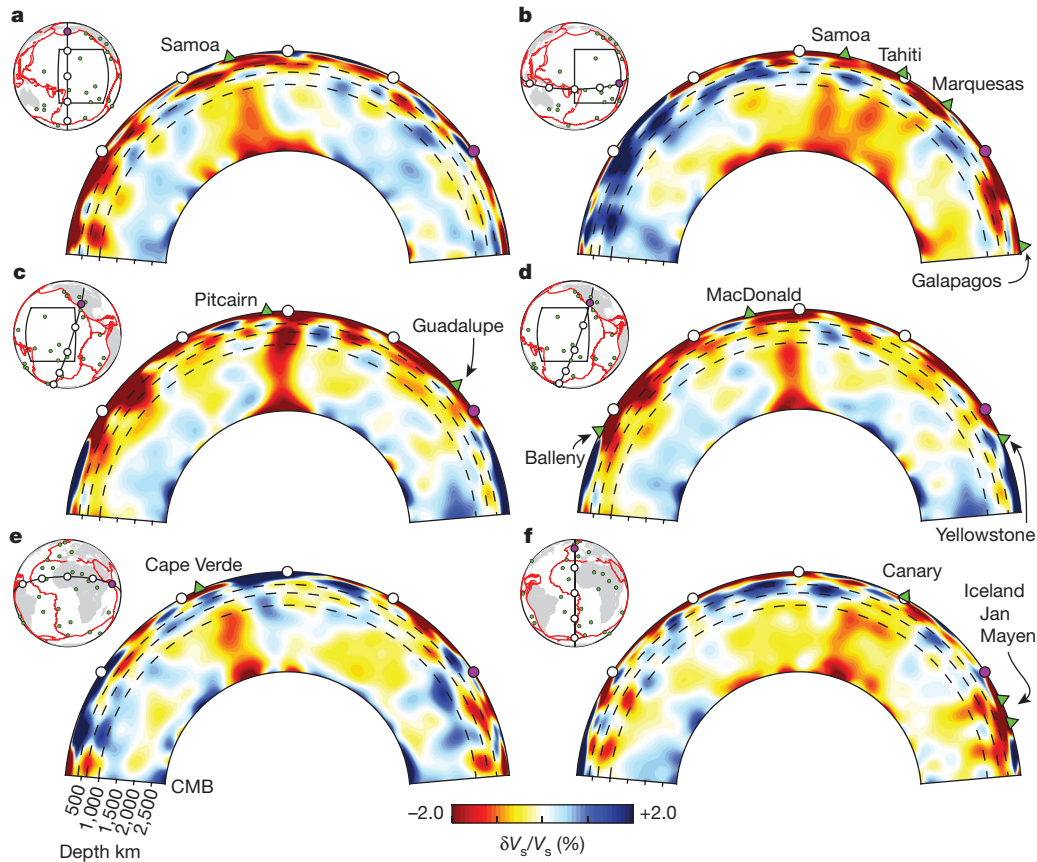 a
Samoa
b
Samoa
Tahiti
Marquesas
Galapagos
c
Pitcairn
Guadalupe
d
MacDonald
Balleny
Yellowstone
e
Cape Verde
CMB
500
1,000
1,500
2,000
2,500
Depth km
f
Canary
Iceland
Jan
Mayen
−2.0
+2.0
δVs/Vs (%)